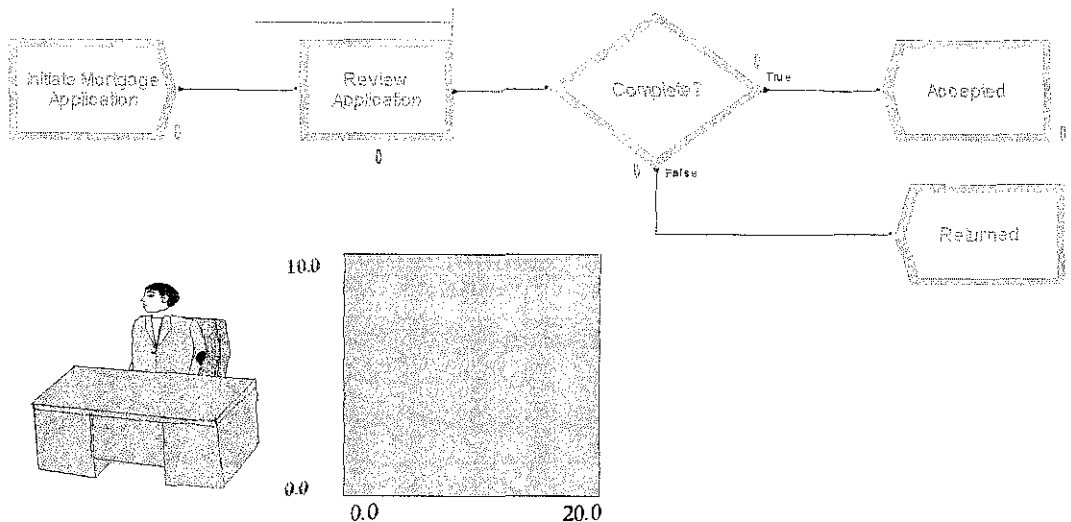 Initiate Mortgage
Application
0
Review
Application
0
Complete?
0
True
0
False
Accepted
0
Returned
10.0
0.0
0.0
20.0